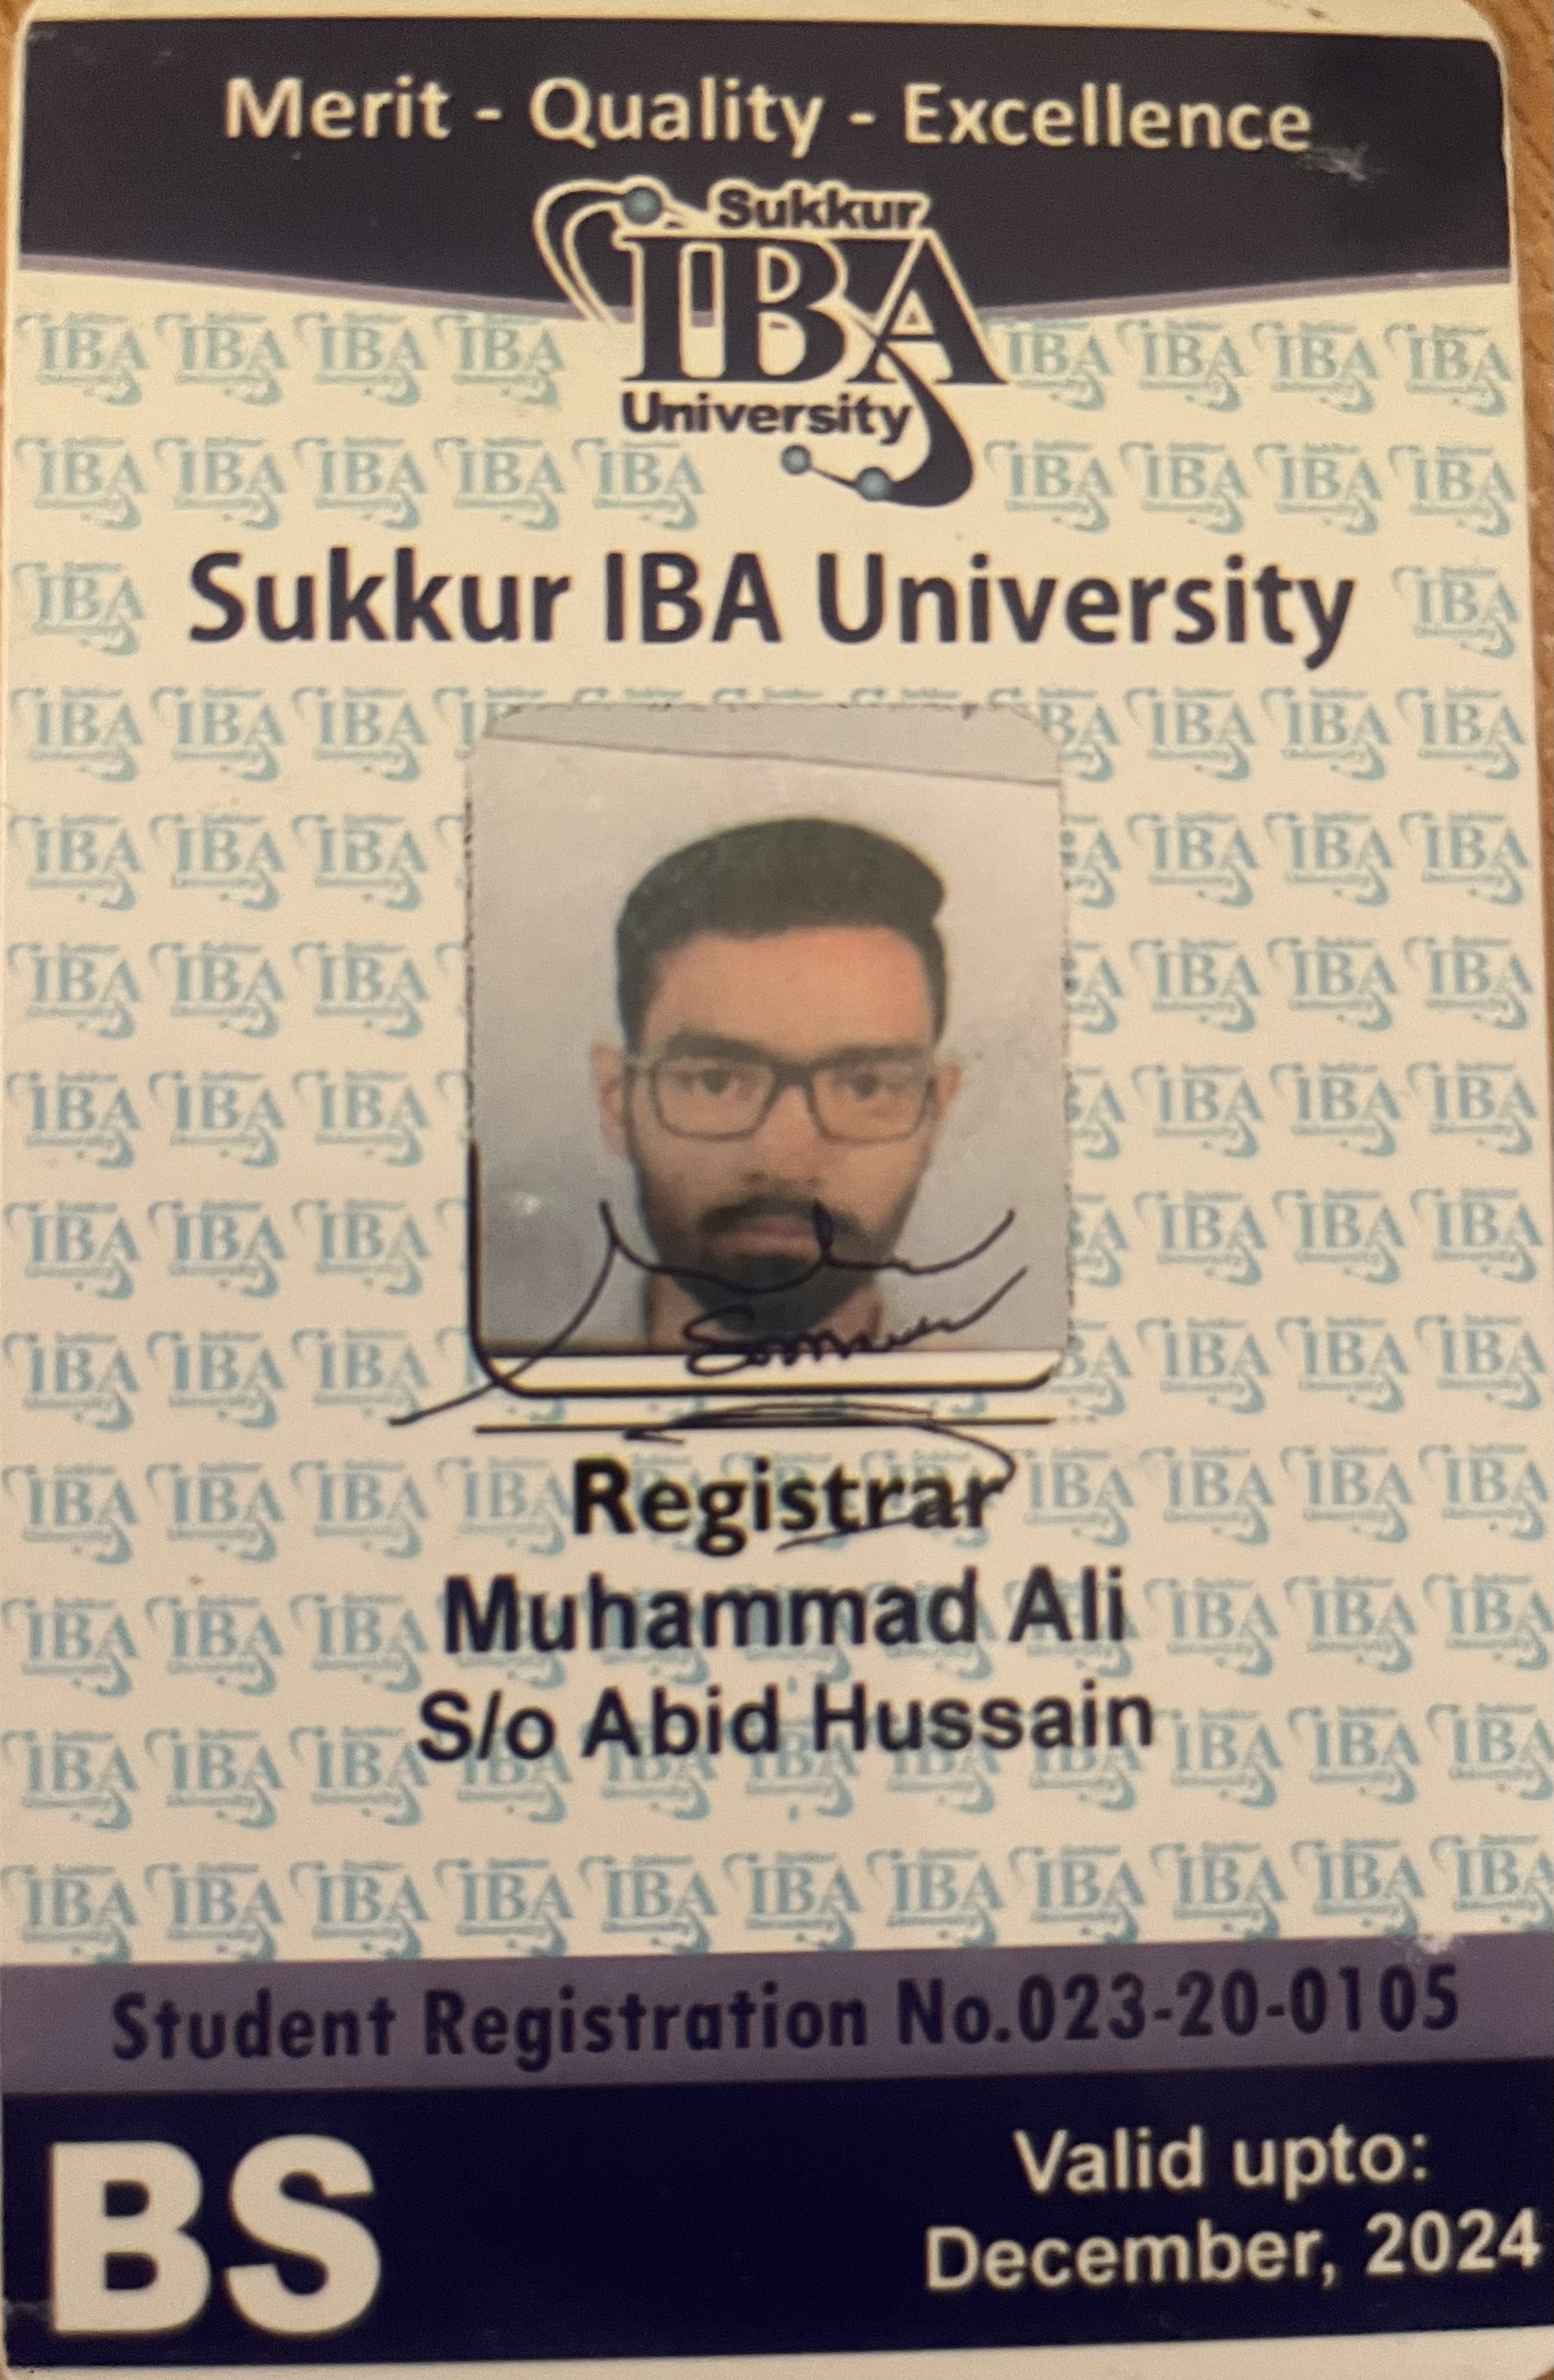 Merit - Quality - Excellence
Sukkur
IBA
University
Sukkur IBA University
Registrar
Muhammad Ali
S/o Abid Hussain
Student Registration No.023-20-0105
BS
Valid upto:
December, 2024